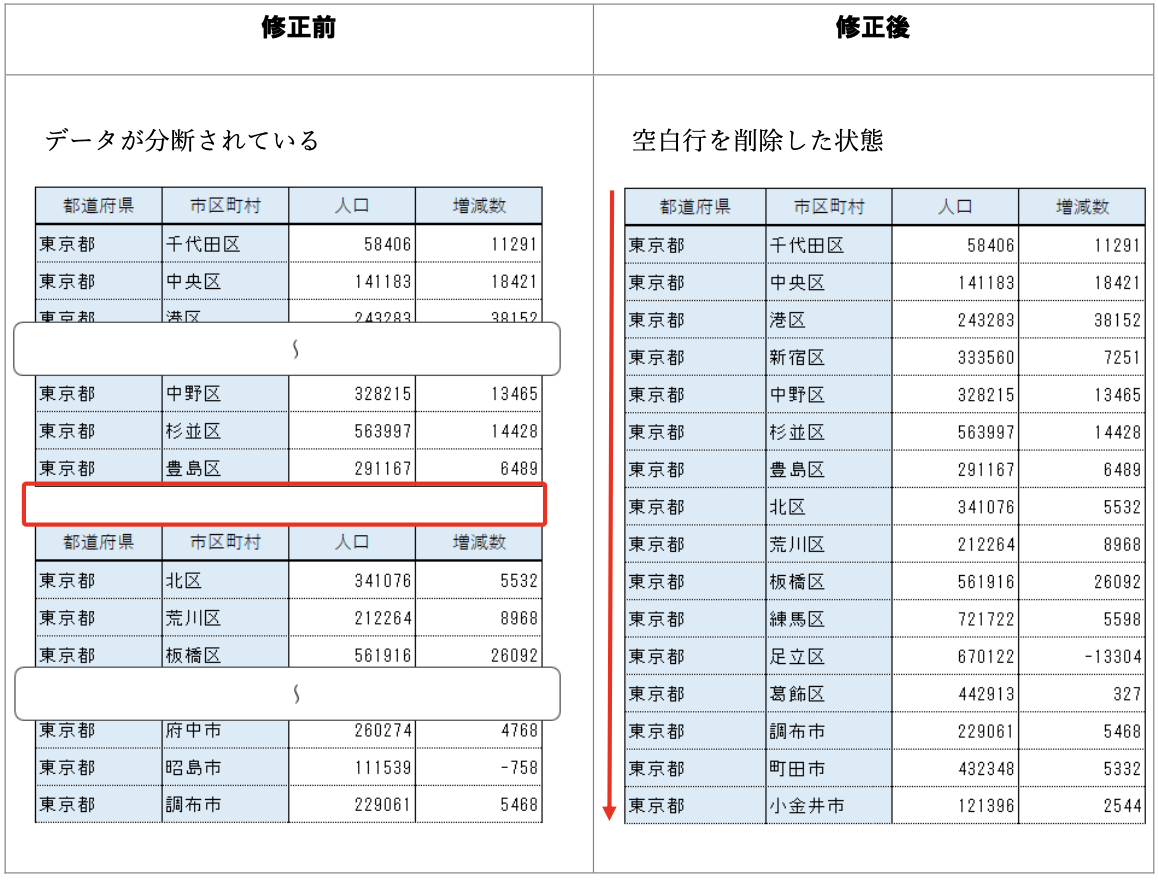 修正前
データが分断されている
都道府県 市区町村 人口 増減数
東京都 千代田区 58406 11291
東京都 中央区 141183 18421
東京都 港区 243283 38152
〜
東京都 中野区 328215 13465
東京都 杉並区 563997 14428
東京都 豊島区 291167 6489
都道府県 市区町村 人口 増減数
東京都 北区 341076 5532
東京都 荒川区 212264 8968
東京都 板橋区 561916 26092
〜
東京都 府中市 260274 4768
東京都 昭島市 111539 -758
東京都 調布市 229061 5468
修正後
空白行を削除した状態
都道府県 市区町村 人口 増減数
東京都 千代田区 58406 11291
東京都 中央区 141183 18421
東京都 港区 243283 38152
東京都 新宿区 333560 7251
東京都 中野区 328215 13465
東京都 杉並区 563997 14428
東京都 豊島区 291167 6489
東京都 北区 341076 5532
東京都 荒川区 212264 8968
東京都 板橋区 561916 26092
東京都 練馬区 721722 5598
東京都 足立区 670122 -13304
東京都 葛飾区 442913 327
東京都 調布市 229061 5468
東京都 町田市 432348 5332
東京都 小金井市 121396 2544